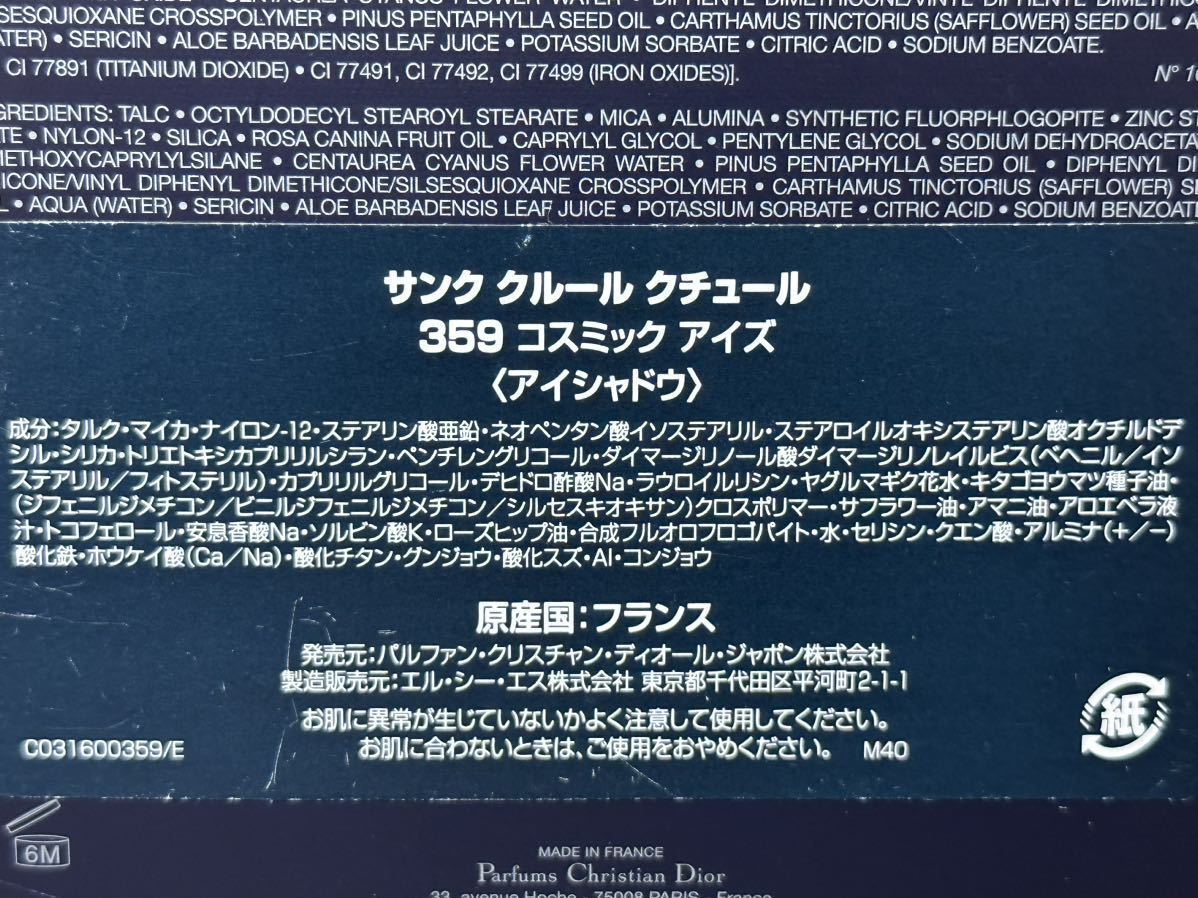 CENTAUREA CYANUS FLOWER WATER • DIPHENYL DIMETHICONE/VINYL DIPHENYL DIMETHICONE/
SILSESQUIOXANE CROSSPOLYMER • PINUS PENTAPHYLLA SEED OIL • CARTHAMUS TINCTORIUS (SAFFLOWER) SEED OIL •
• SERICIN • ALOE BARBADENSIS LEAF JUICE • POTASSIUM SORBATE • CITRIC ACID • SODIUM BENZOATE.
CI 77891 (TITANIUM DIOXIDE) • CI 77491, CI 77492, CI 77499 (IRON OXIDES)]. N°
GREDIENTS: TALC • OCTYLDODECYL STEAROYL STEARATE • MICA • ALUMINA • SYNTHETIC FLUORPHLOGOPITE • ZINC ST
• NYLON-12 • SILICA • ROSA CANINA FRUIT OIL • CAPRYLYL GLYCOL • PENTYLENE GLYCOL • SODIUM DEHYDROACETA
METHOXYCAPRYLYLSILANE • CENTAUREA CYANUS FLOWER WATER • PINUS PENTAPHYLLA SEED OIL • DIPHENYL DI
ICONE/VINYL DIPHENYL DIMETHICONE/SILSESQUIOXANE CROSSPOLYMER • CARTHAMUS TINCTORIUS (SAFFLOWER) SE
• AQUA (WATER) • SERICIN • ALOE BARBADENSIS LEAF JUICE • POTASSIUM SORBATE • CITRIC ACID • SODIUM BENZOATE
サンク クルール クチュール
359 コスミック アイズ
〈アイシャドウ〉
成分：タルク・マイカ・ナイロン-12・ステアリン酸亜鉛・ネオペンタン酸イソステアリル・ステアロイルオキシステアリン酸オクチルドデ
シル・シリカ・トリエトキシカプリリルシラン・ペンチレングリコール・ダイマージリノール酸ダイマージリノレイルビス（ベヘニル／イソ
ステアリル／フィトステリル）・カプリリルグリコール・デヒドロ酢酸Na・ラウロイルリシン・ヤグルマギク花水・キタゴヨウマツ種子油・
（ジフェニルジメチコン／ビニルジフェニルジメチコン／シルセスキオキサン）クロスポリマー・サフラワー油・アマニ油・アロエベラ液
汁・トコフェロール・安息香酸Na・ソルビン酸K・ローズヒップ油・合成フルオロフロゴパイト・水・セリシン・クエン酸・アルミナ（+／−）
酸化鉄・ホウケイ酸（Ca／Na）・酸化チタン・グンジョウ・酸化スズ・Al・コンジョウ
原産国：フランス
発売元：パルファン・クリスチャン・ディオール・ジャポン株式会社
製造販売元：エル・シー・エス株式会社 東京都千代田区平河町2-1-1
お肌に異常が生じていないかよく注意して使用してください。
C031600359/E お肌に合わないときは、ご使用をおやめください。 M40
紙
6M
MADE IN FRANCE
Parfums Christian Dior
33, avenue Hoche - 75008 PARIS - France